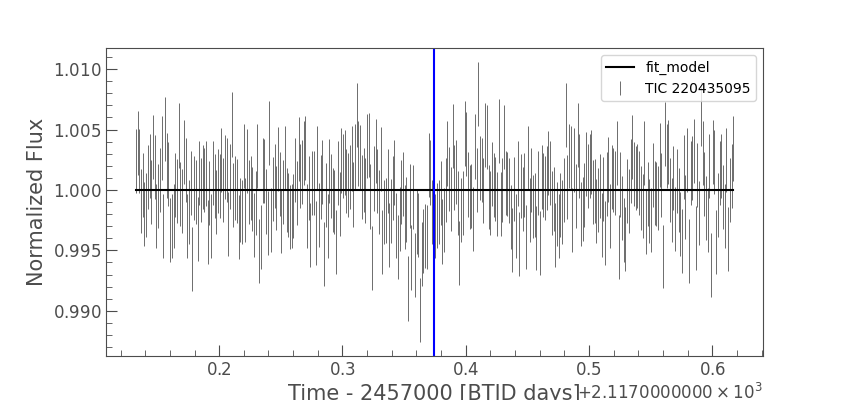 fit_model
TIC 220435095
Normalized Flux
1.010
1.005
1.000
0.995
0.990
0.2
0.3
0.4
0.5
0.6
Time - 2457000 [BTJD days]
+2.1170000000 × 10³